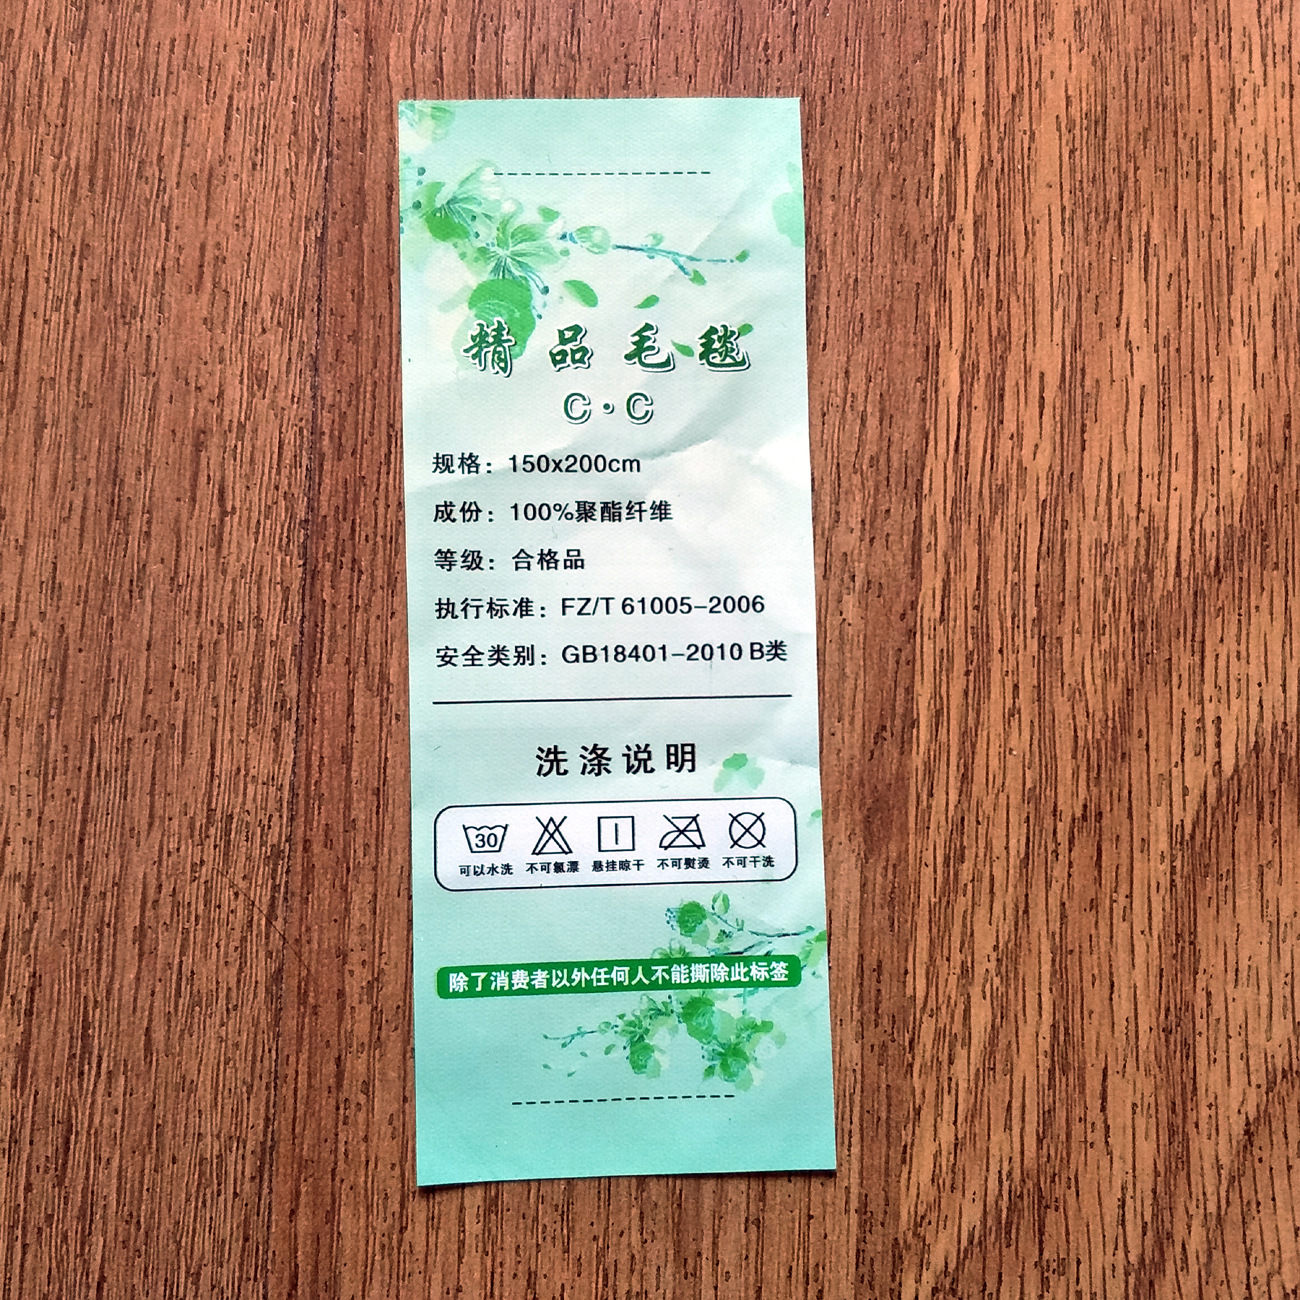 精品毛毯
C·C
规格：150x200cm
成份：100%聚酯纤维
等级：合格品
执行标准：FZ/T 61005-2006
安全类别：GB18401-2010 B类
洗涤说明
30
可以水洗 不可氯漂 悬挂晾干 不可熨烫 不可干洗
除了消费者以外任何人不能撕除此标签